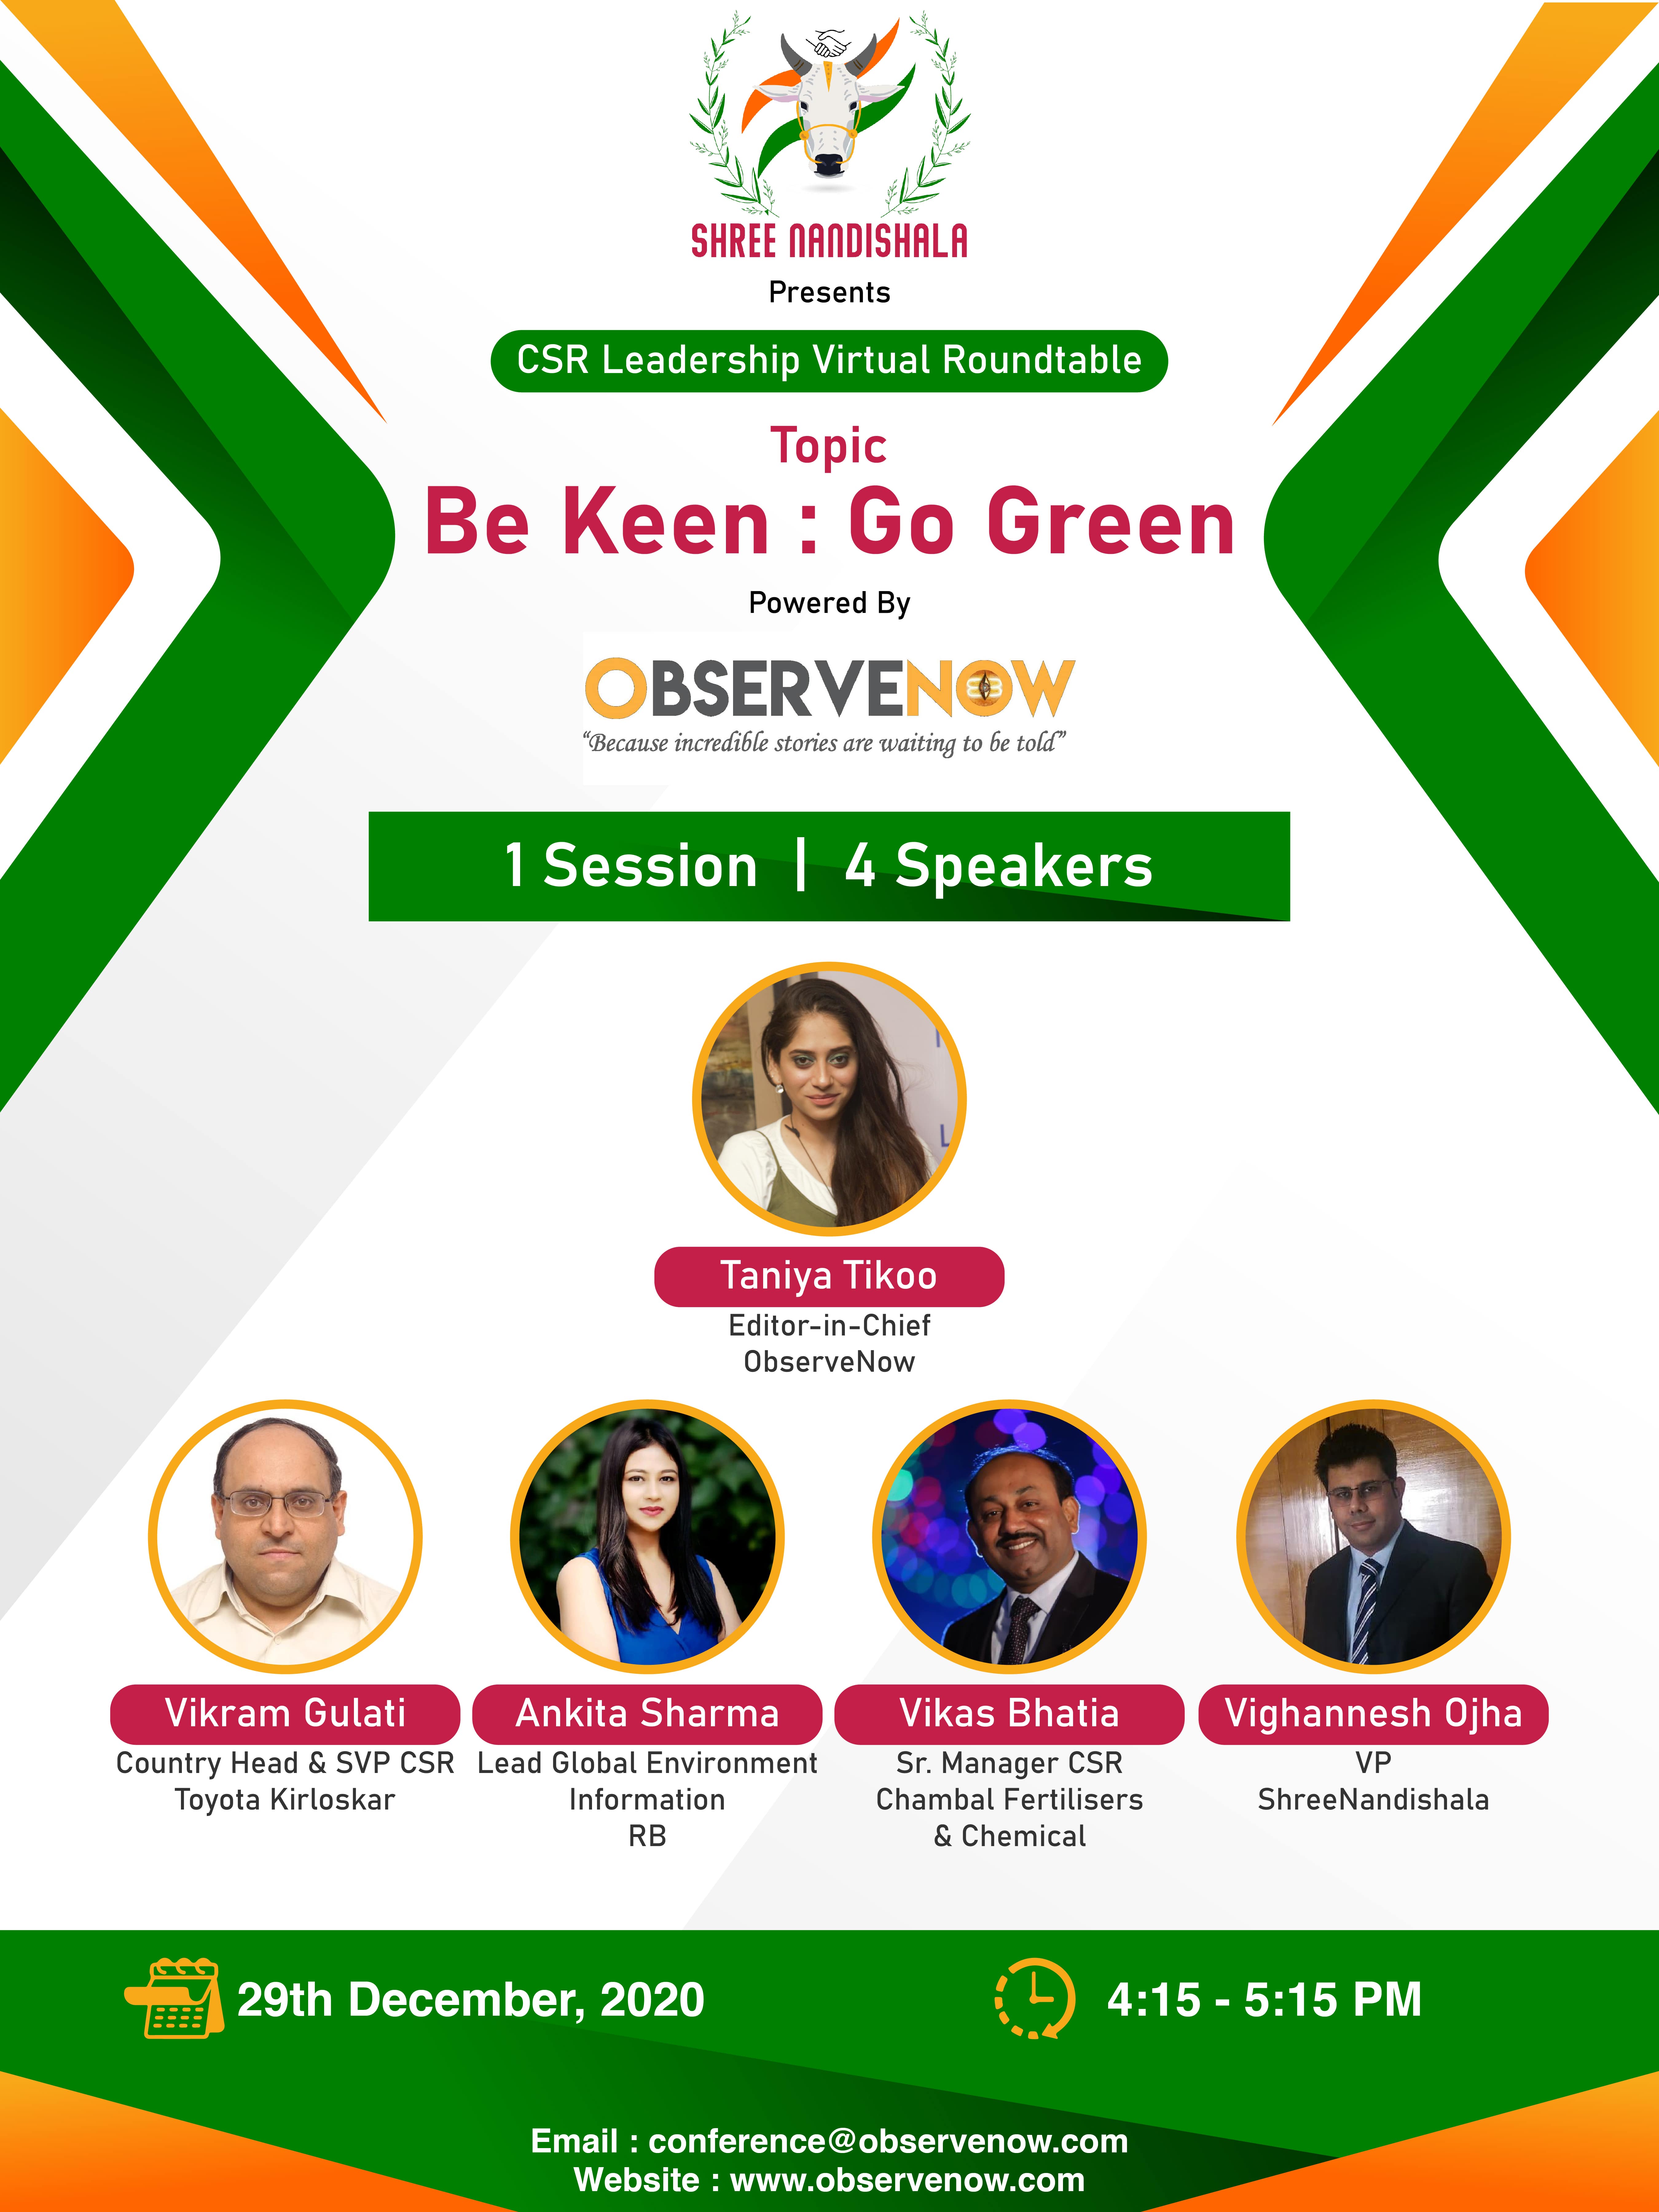 SHREE NANDISHALA
Presents
CSR Leadership Virtual Roundtable
Topic
Be Keen : Go Green
Powered By
OBSERVENOW
“Because incredible stories are waiting to be told”
1 Session | 4 Speakers
Taniya Tikoo
Editor-in-Chief
ObserveNow
Vikram Gulati
Country Head & SVP CSR
Toyota Kirloskar
Ankita Sharma
Lead Global Environment
Information
RB
Vikas Bhatia
Sr. Manager CSR
Chambal Fertilisers
& Chemical
Vighannesh Ojha
VP
ShreeNandishala
29th December, 2020
4:15 - 5:15 PM
Email : conference@observenow.com
Website : www.observenow.com